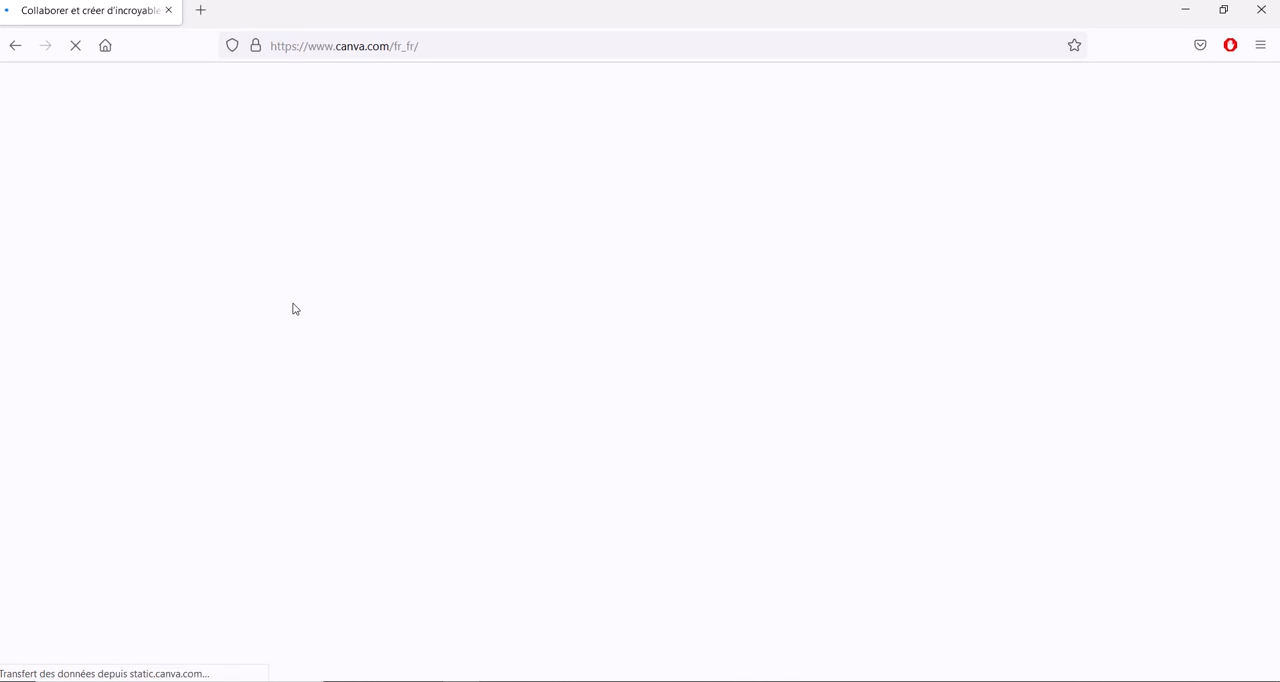 Collaborer et créer d'incroyable
https://www.canva.com/fr_fr/
Transfert des données depuis static.canva.com...